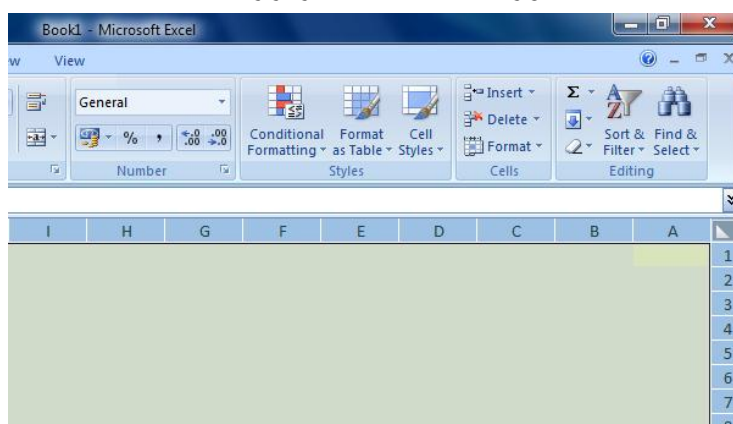 Book1 - Microsoft Excel
w View
General
% , .0 .00 .00 .0
Number
Conditional Formatting
Format as Table
Cell Styles
Styles
Insert
Delete
Format
Cells
Σ
A Z
Sort & Filter
Find & Select
Editing
I H G F E D C B A
1
2
3
4
5
6
7